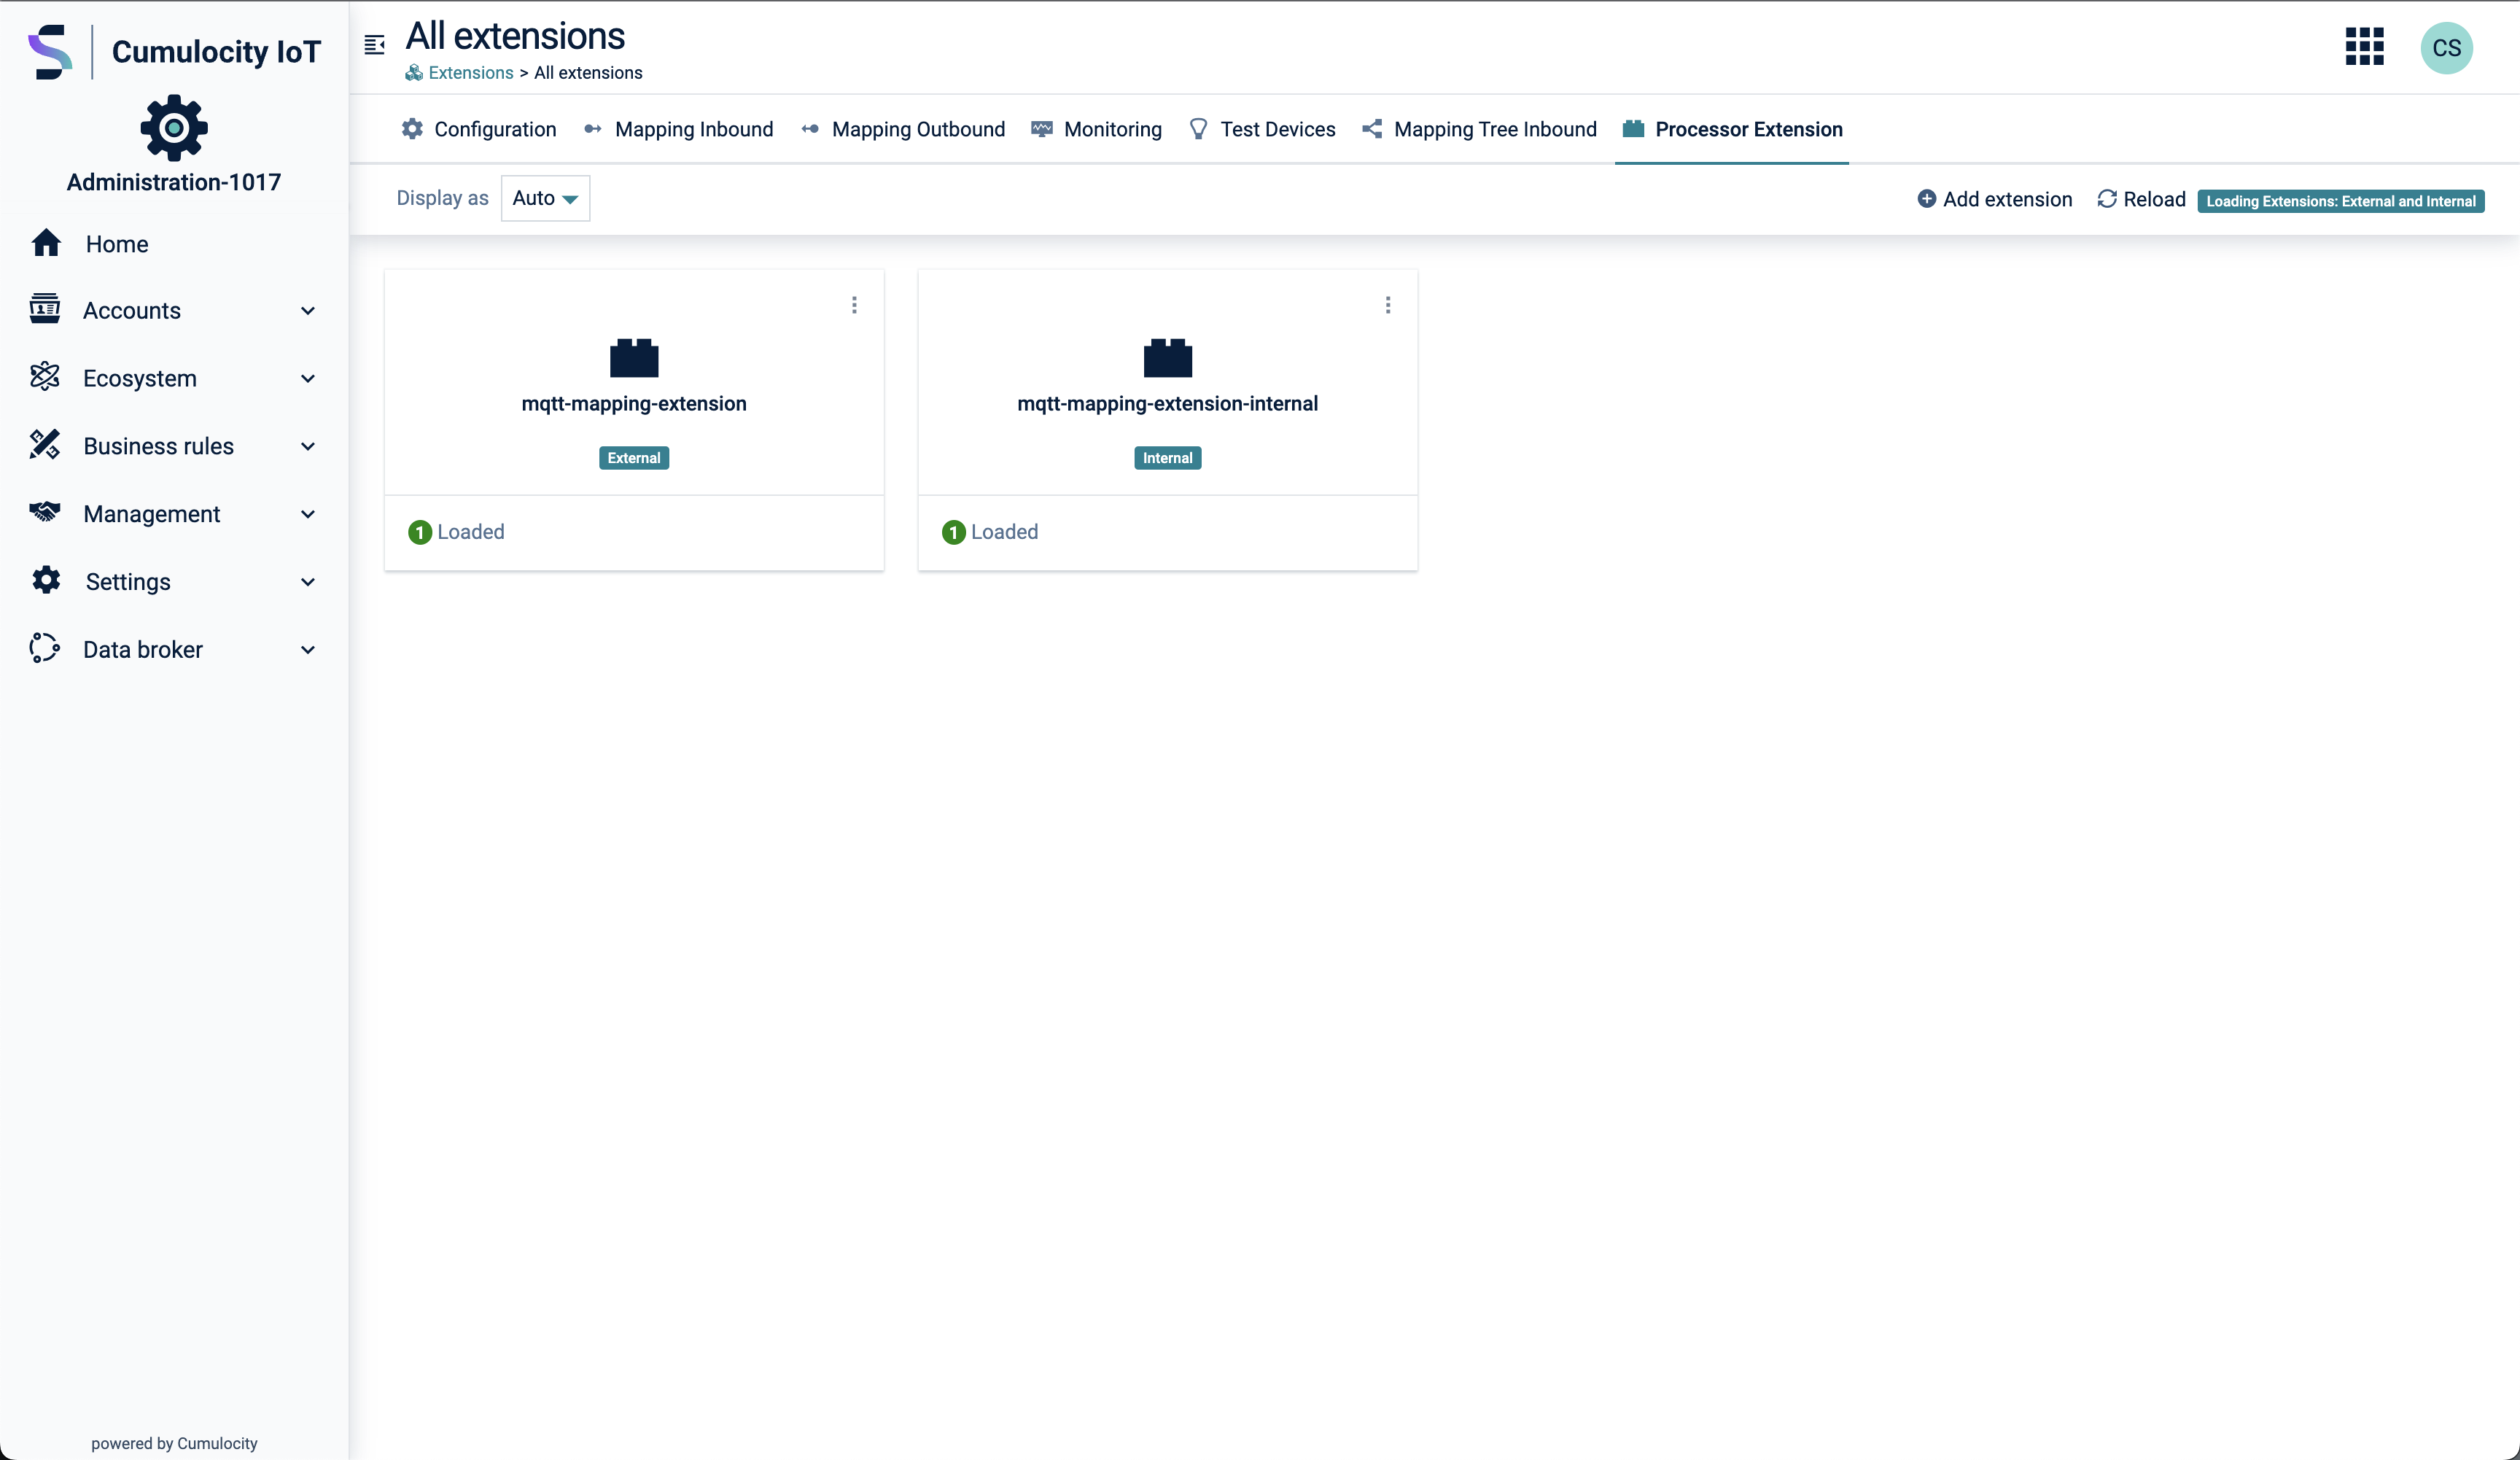 Cumulocity IoT
Administration-1017
Home
Accounts
Ecosystem
Business rules
Management
Settings
Data broker
powered by Cumulocity
All extensions
Extensions > All extensions
CS
Configuration Mapping Inbound Mapping Outbound Monitoring Test Devices Mapping Tree Inbound Processor Extension
Display as Auto Add extension Reload Loading Extensions: External and Internal
mqtt-mapping-extension
External
1 Loaded
mqtt-mapping-extension-internal
Internal
1 Loaded